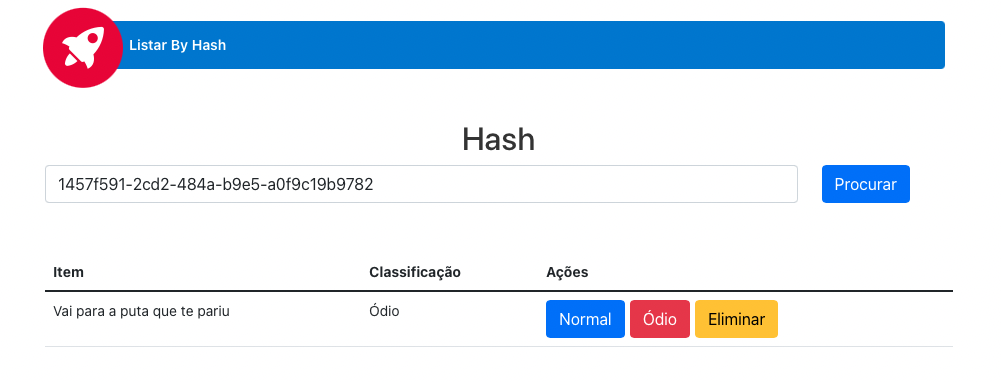 Listar By Hash
Hash
1457f591-2cd2-484a-b9e5-a0f9c19b9782 Procurar
Item Classificação Ações
Vai para a puta que te pariu Ódio Normal Ódio Eliminar